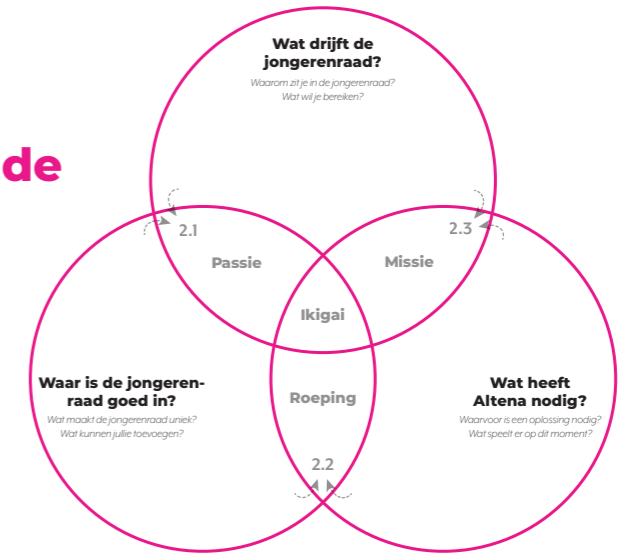 Wat drijft de
jongerenraad?
Waarom zit je in de jongerenraad?
Wat wil je bereiken?
de
2.1
2.3
Passie
Missie
Ikigai
Waar is de jongeren-
raad goed in?
Wat maakt de jongerenraad uniek?
Wat kunnen jullie toevoegen?
Roeping
Wat heeft
Altena nodig?
Waarvoor is een oplossing nodig?
Wat speelt er op dit moment?
2.2